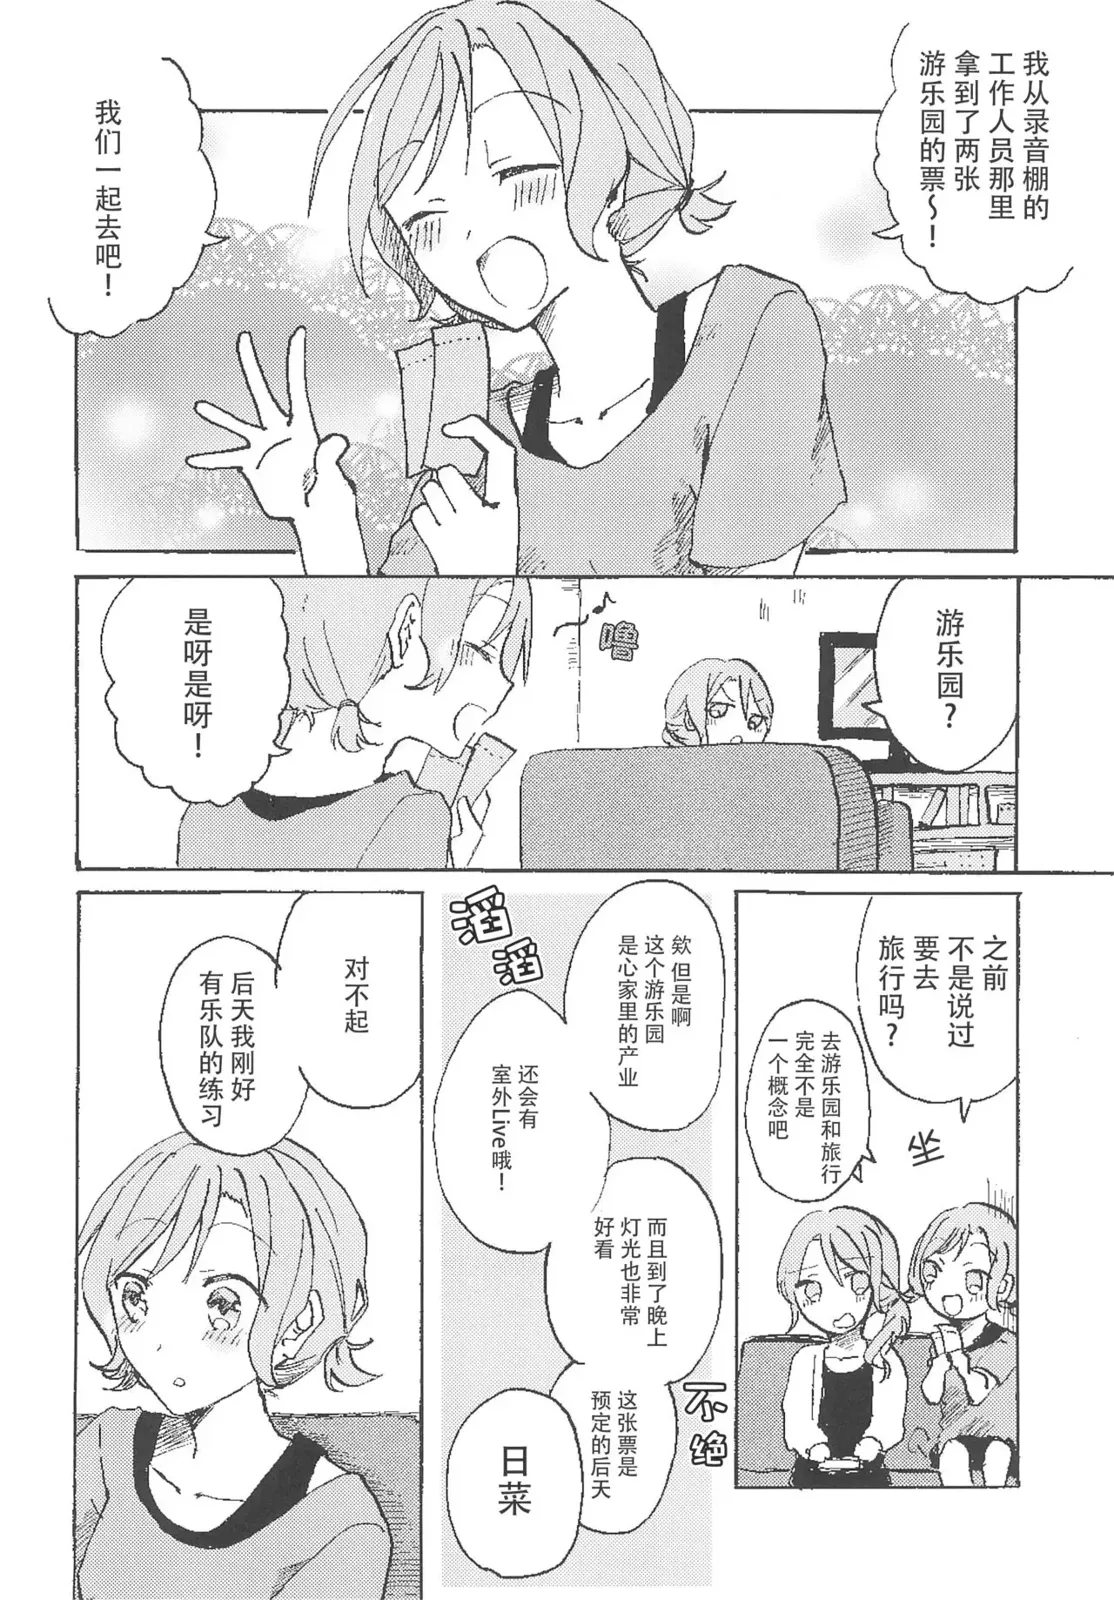 我从录音棚的
工作人员那里
拿到了两张
游乐园的票～！
我们一起去吧！
游乐园？
噜
是呀是呀！
之前
不是说过
要去
旅行吗？
去游乐园和旅行
完全不是
一个概念吧
坐
欸 但是啊
这个游乐园
是心家里的产业
还会有
室外Live哦！
而且到了晚上
灯光也非常
好看
这张票是
预定的后天
日菜
滔滔
不绝
对不起
后天我刚好
有乐队的练习